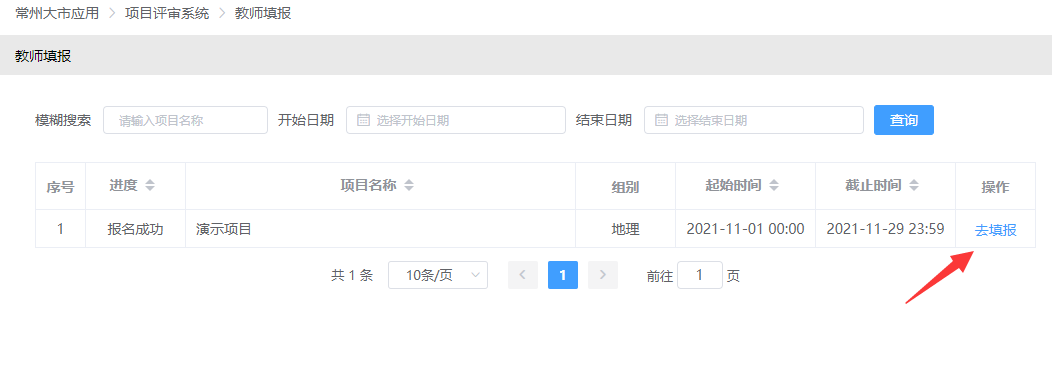 常州大市应用 > 项目评审系统 > 教师填报
教师填报
模糊搜索 请输入项目名称 开始日期 选择开始日期 结束日期 选择结束日期 查询
序号 进度 项目名称 组别 起始时间 截止时间 操作
1 报名成功 演示项目 地理 2021-11-01 00:00 2021-11-29 23:59 去填报
共 1 条 10条/页 < 1 > 前往 1 页